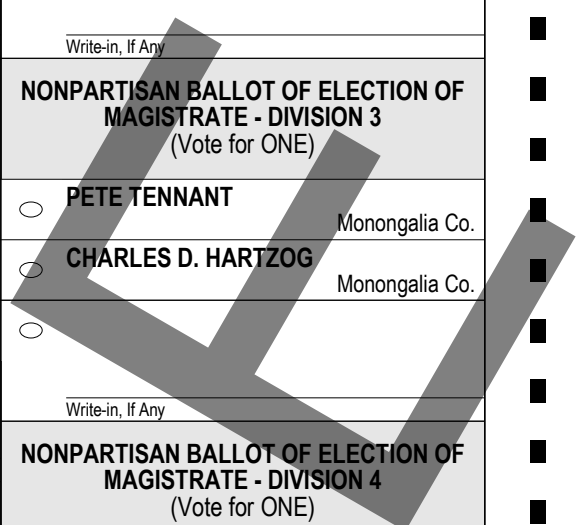 Write-in, If Any
NONPARTISAN BALLOT OF ELECTION OF
MAGISTRATE - DIVISION 3
(Vote for ONE)
PETE TENNANT
Monongalia Co.
CHARLES D. HARTZOG
Monongalia Co.
Write-in, If Any
NONPARTISAN BALLOT OF ELECTION OF
MAGISTRATE - DIVISION 4
(Vote for ONE)